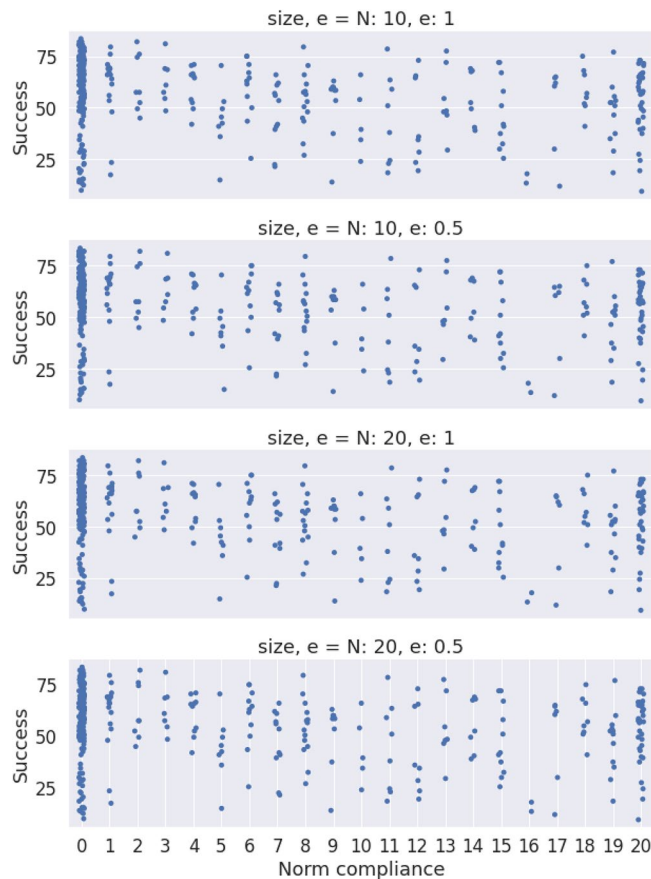 size, e = N: 10, e: 1
Success
75
50
25
size, e = N: 10, e: 0.5
Success
75
50
25
size, e = N: 20, e: 1
Success
75
50
25
size, e = N: 20, e: 0.5
Success
75
50
25
0 1 2 3 4 5 6 7 8 9 10 11 12 13 14 15 16 17 18 19 20
Norm compliance